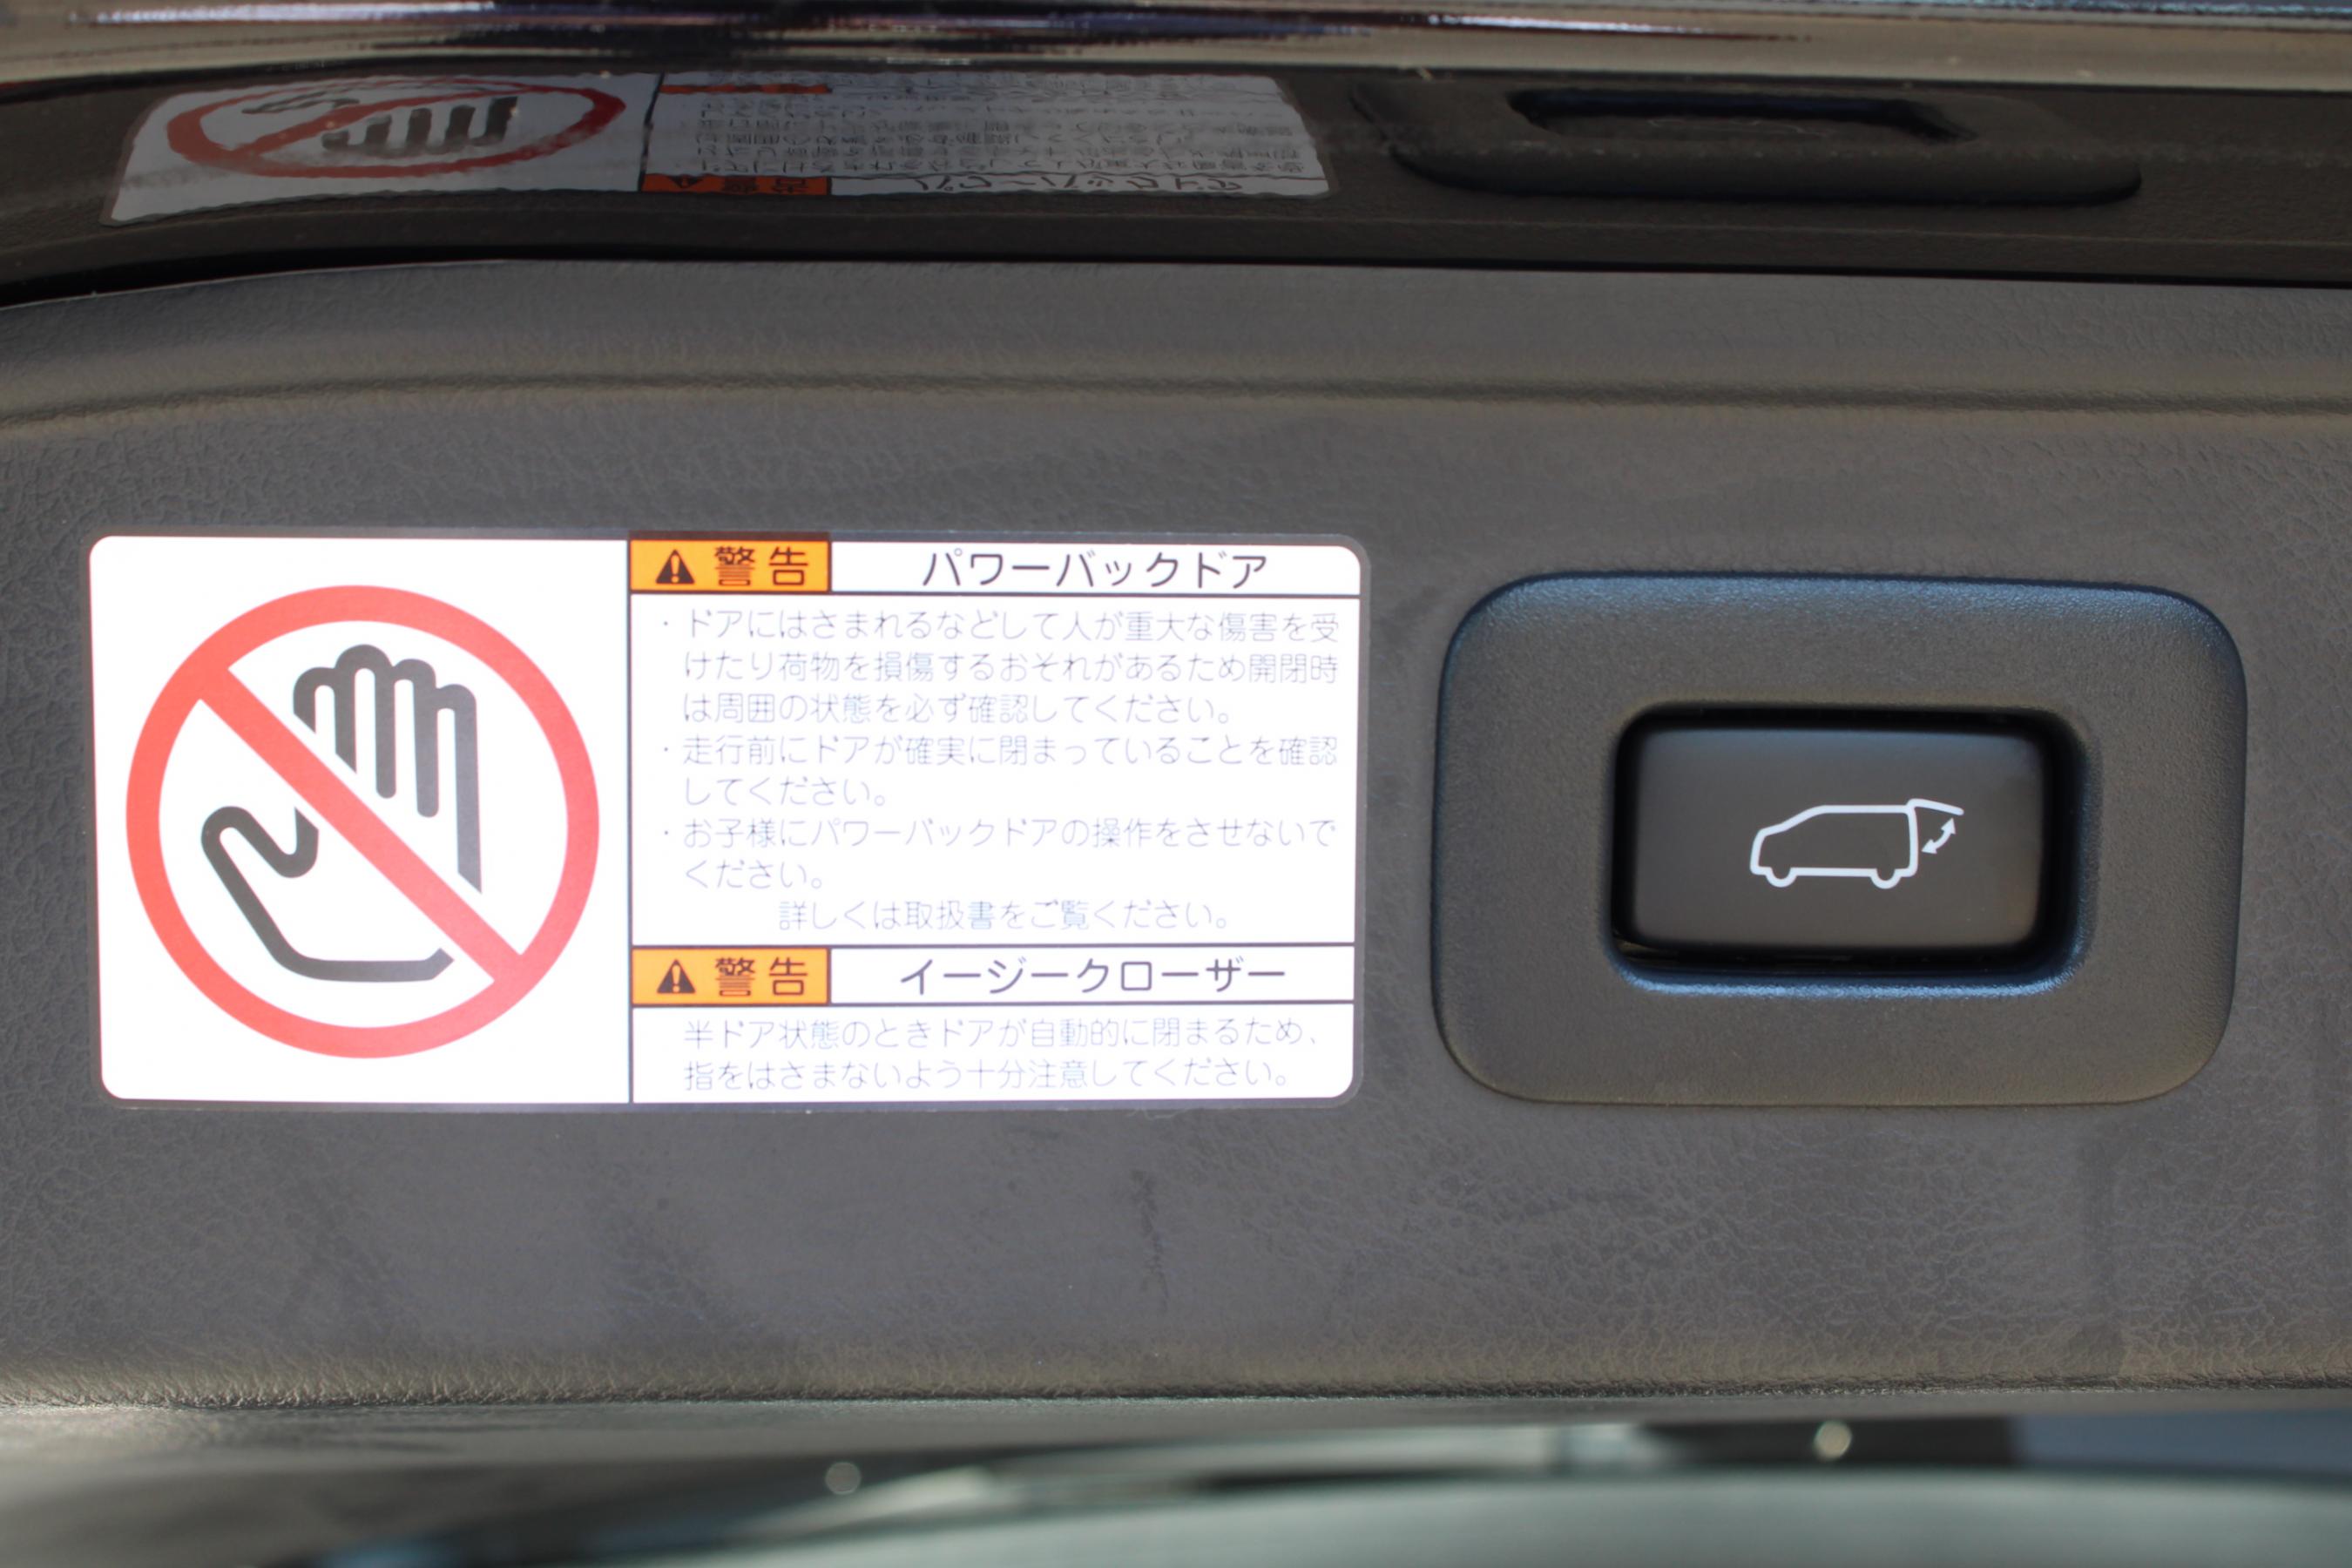 警告 パワーバックドア
・ドアにはさまれるなどして人が重大な傷害を受
けたり荷物を損傷するおそれがあるため開閉時
は周囲の状態を必ず確認してください。
・走行前にドアが確実に閉まっていることを確認
してください。
・お子様にパワーバックドアの操作をさせないで
ください。
詳しくは取扱書をご覧ください。
警告 イージークローザー
半ドア状態のときドアが自動的に閉まるため、
指をはさまないよう十分注意してください。